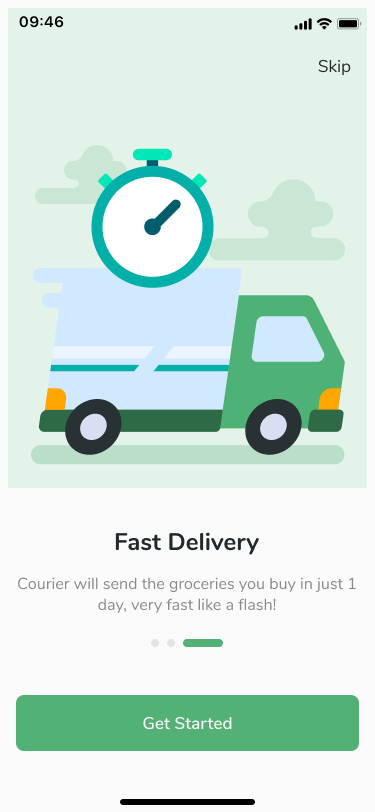 09:46
Skip
Fast Delivery
Courier will send the groceries you buy in just 1
day, very fast like a flash!
Get Started